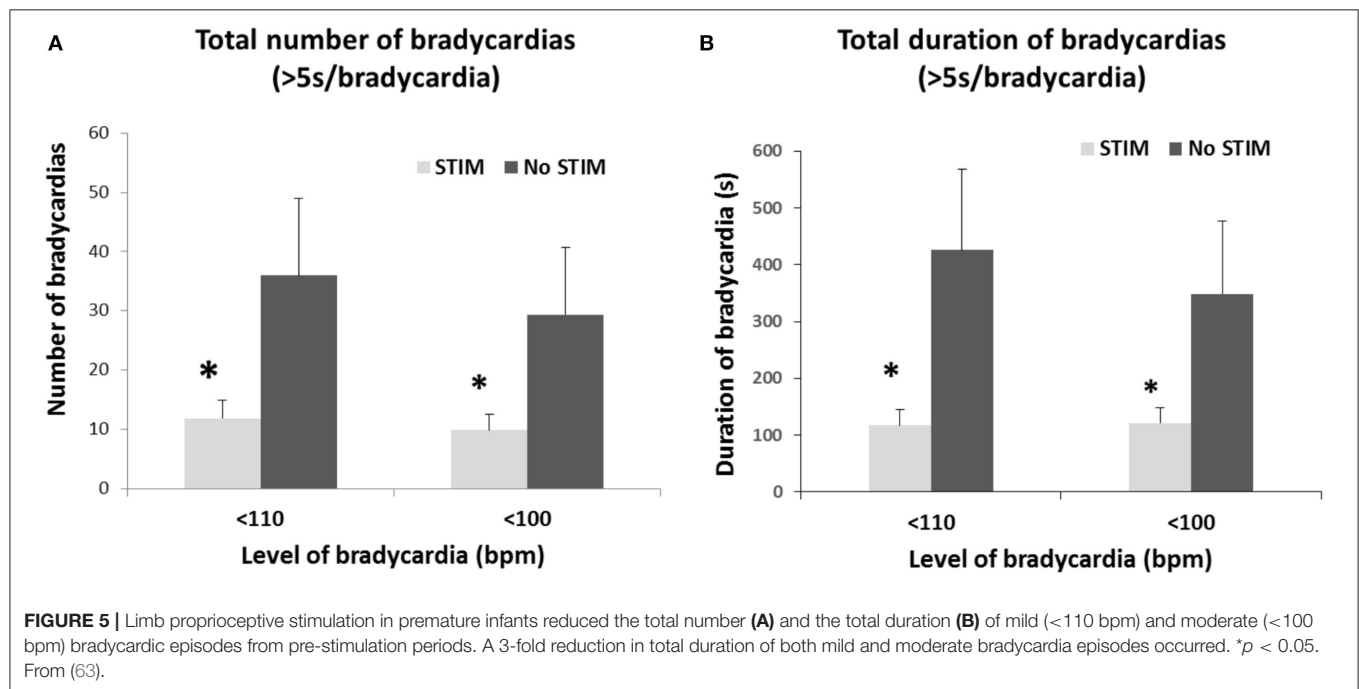 A
Total number of bradycardias
(>5s/bradycardia)
60
50
40
30
20
10
0
Number of bradycardias
STIM
No STIM
*
*
<110
<100
Level of bradycardia (bpm)
B
Total duration of bradycardias
(>5s/bradycardia)
600
500
400
300
200
100
0
Duration of bradycardia (s)
STIM
No STIM
*
*
<110
<100
Level of bradycardia (bpm)
FIGURE 5 | Limb proprioceptive stimulation in premature infants reduced the total number (A) and the total duration (B) of mild (<110 bpm) and moderate (<100
bpm) bradycardic episodes from pre-stimulation periods. A 3-fold reduction in total duration of both mild and moderate bradycardia episodes occurred. *p < 0.05.
From (63).